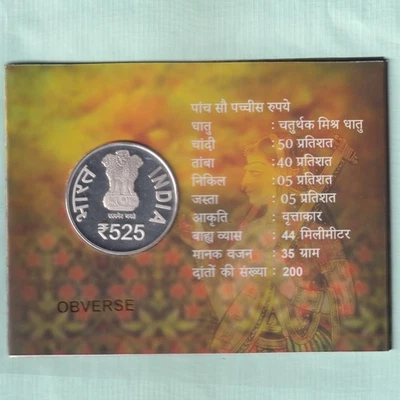 भारत
INDIA
सत्यमेव जयते
₹525
OBVERSE
पांच सौ पच्चीस रुपये
धातु : चतुर्थक मिश्र धातु
चांदी : 50 प्रतिशत
तांबा : 40 प्रतिशत
निकिल : 05 प्रतिशत
जस्ता : 05 प्रतिशत
आकृति : वृत्ताकार
बाह्य व्यास : 44 मिलीमीटर
मानक वजन : 35 ग्राम
दांतों की संख्या : 200